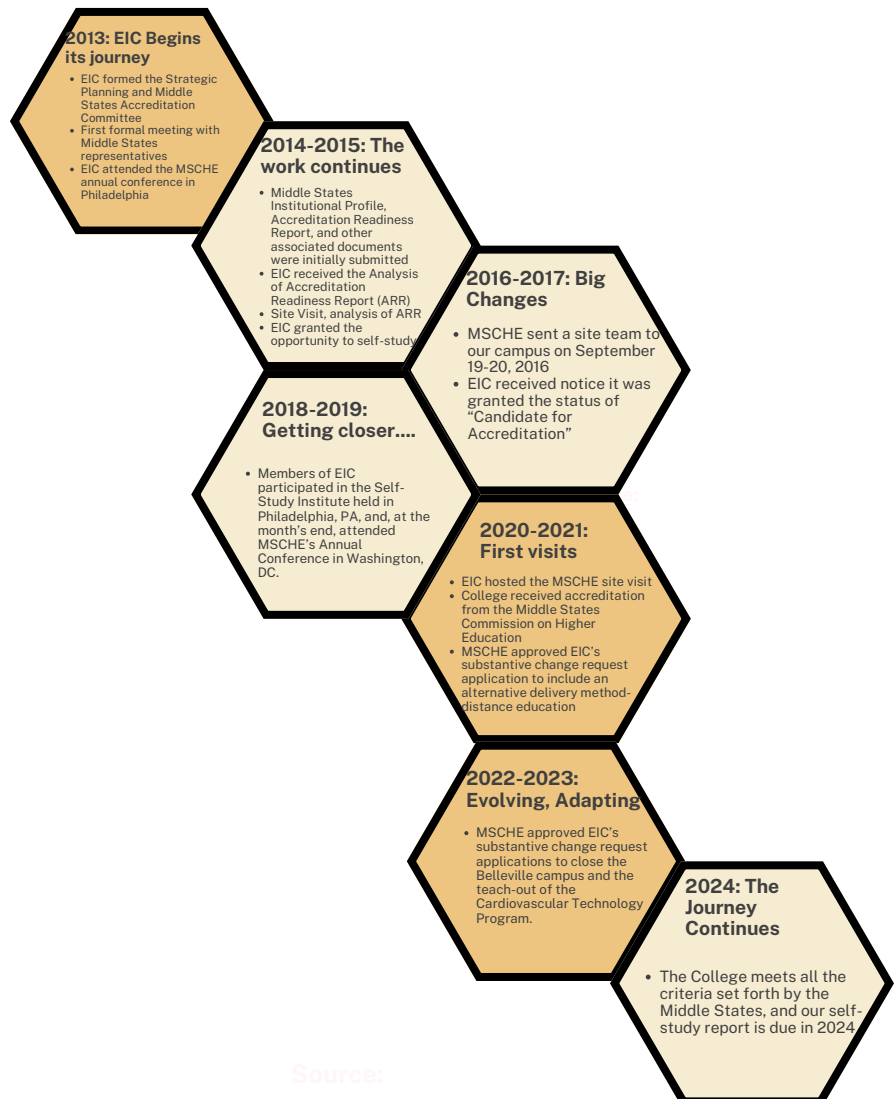 2013: EIC Begins
its journey
• EIC formed the Strategic
Planning and Middle
States Accreditation
Committee
• First formal meeting with
Middle States
representatives
• EIC attended the MSCHE
annual conference in
Philadelphia
2014-2015: The
work continues
• Middle States
Institutional Profile,
Accreditation Readiness
Report, and other
associated documents
were initially submitted
• EIC received the Analysis
of Accreditation
Readiness Report (ARR)
• Site Visit, analysis of ARR
• EIC granted the
opportunity to self-study
2016-2017: Big
Changes
• MSCHE sent a site team to
our campus on September
19-20, 2016
• EIC received notice it was
granted the status of
“Candidate for
Accreditation”
2018-2019:
Getting closer....
• Members of EIC
participated in the Self-
Study Institute held in
Philadelphia, PA, and, at the
month's end, attended
MSCHE's Annual
Conference in Washington,
DC.
2020-2021:
First visits
• EIC hosted the MSCHE site visit
• College received accreditation
from the Middle States
Commission on Higher
Education
• MSCHE approved EIC's
substantive change request
application to include an
alternative delivery method-
distance education
2022-2023:
Evolving, Adapting
• MSCHE approved EIC's
substantive change request
applications to close the
Belleville campus and the
teach-out of the
Cardiovascular Technology
Program.
2024: The
Journey
Continues
• The College meets all the
criteria set forth by the
Middle States, and our self-
study report is due in 2024
Source: